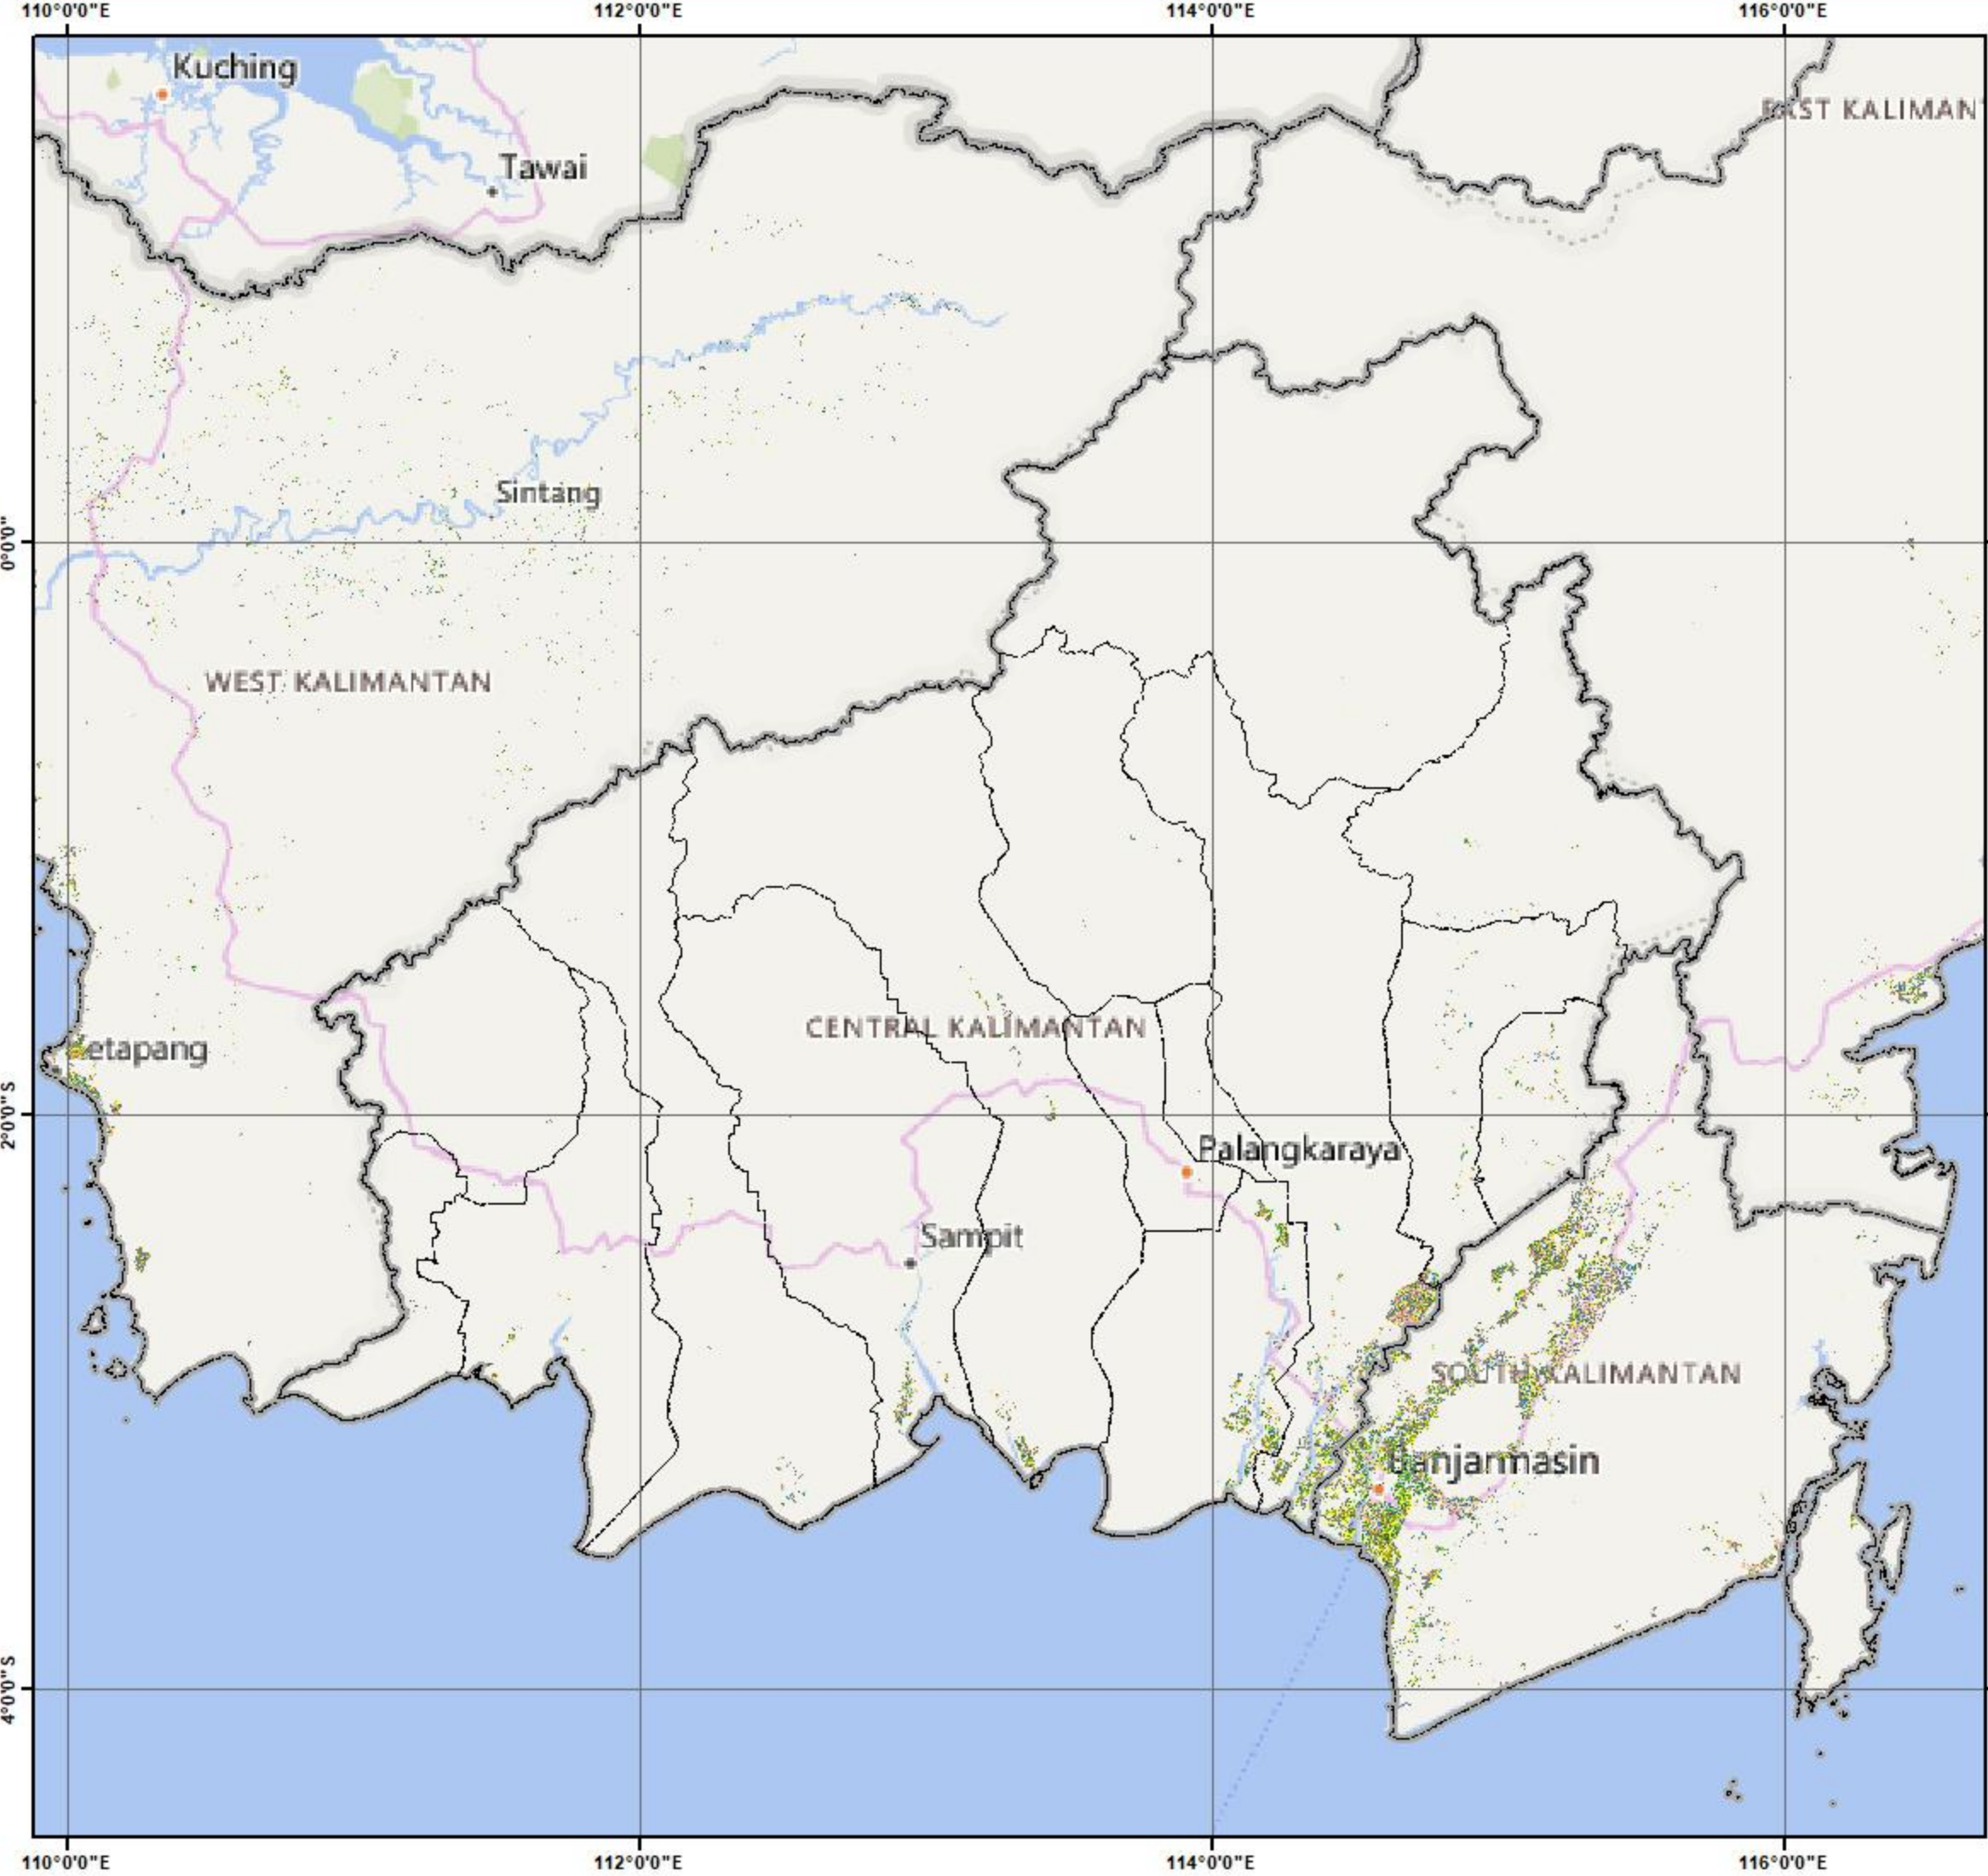 110°0'0"E 112°0'0"E 114°0'0"E 116°0'0"E
Kuching
EAST KALIMAN
Tawai
Sintang
0°0'0"
WEST KALIMANTAN
CENTRAL KALIMANTAN
Ketapang
2°0'0"S
Palangkaraya
Sampit
SOUTH KALIMANTAN
Banjarmasin
4°0'0"S
110°0'0"E 112°0'0"E 114°0'0"E 116°0'0"E